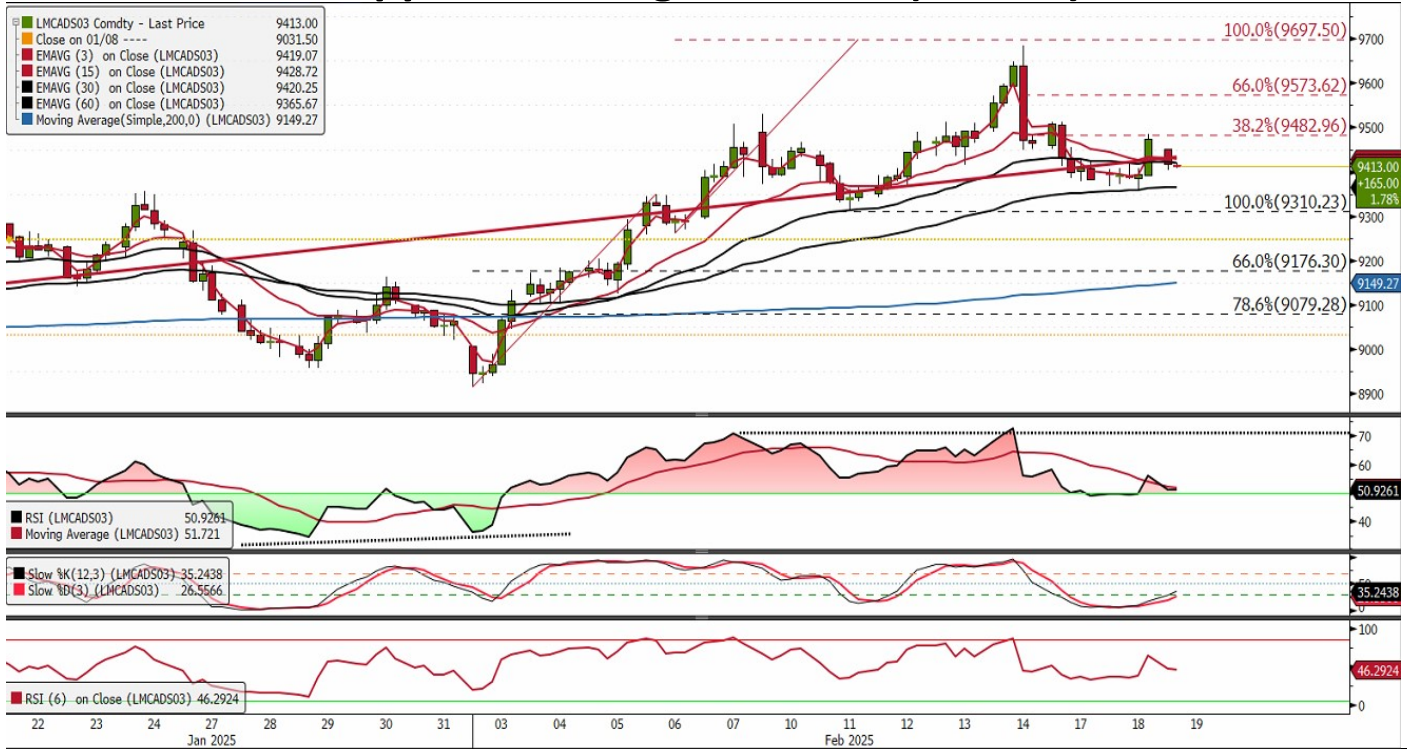 LMCADS03 Comdty - Last Price 9413.00
Close on 01/08 ---- 9031.50
EMAVG (3) on Close (LMCADS03) 9419.07
EMAVG (15) on Close (LMCADS03) 9428.72
EMAVG (30) on Close (LMCADS03) 9420.25
EMAVG (60) on Close (LMCADS03) 9365.67
Moving Average(Simple,200,0) (LMCADS03) 9149.27
100.0%(9697.50)
66.0%(9573.62)
38.2%(9482.96)
100.0%(9310.23)
66.0%(9176.30)
78.6%(9079.28)
9700
9600
9500
9413.00
+165.00
1.78%
9300
9200
9149.27
9100
9000
8900
RSI (LMCADS03) 50.9261
Moving Average (LMCADS03) 51.721
70
60
50.9261
40
Slow %K(12,3) (LMCADS03) 35.2438
Slow %D(3) (LMCADS03) 26.5566
35.2438
0
RSI (6) on Close (LMCADS03) 46.2924
100
46.2924
0
22 23 24 27 28 29 30 31 03 04 05 06 07 10 11 12 13 14 17 18 19
Jan 2025 Feb 2025